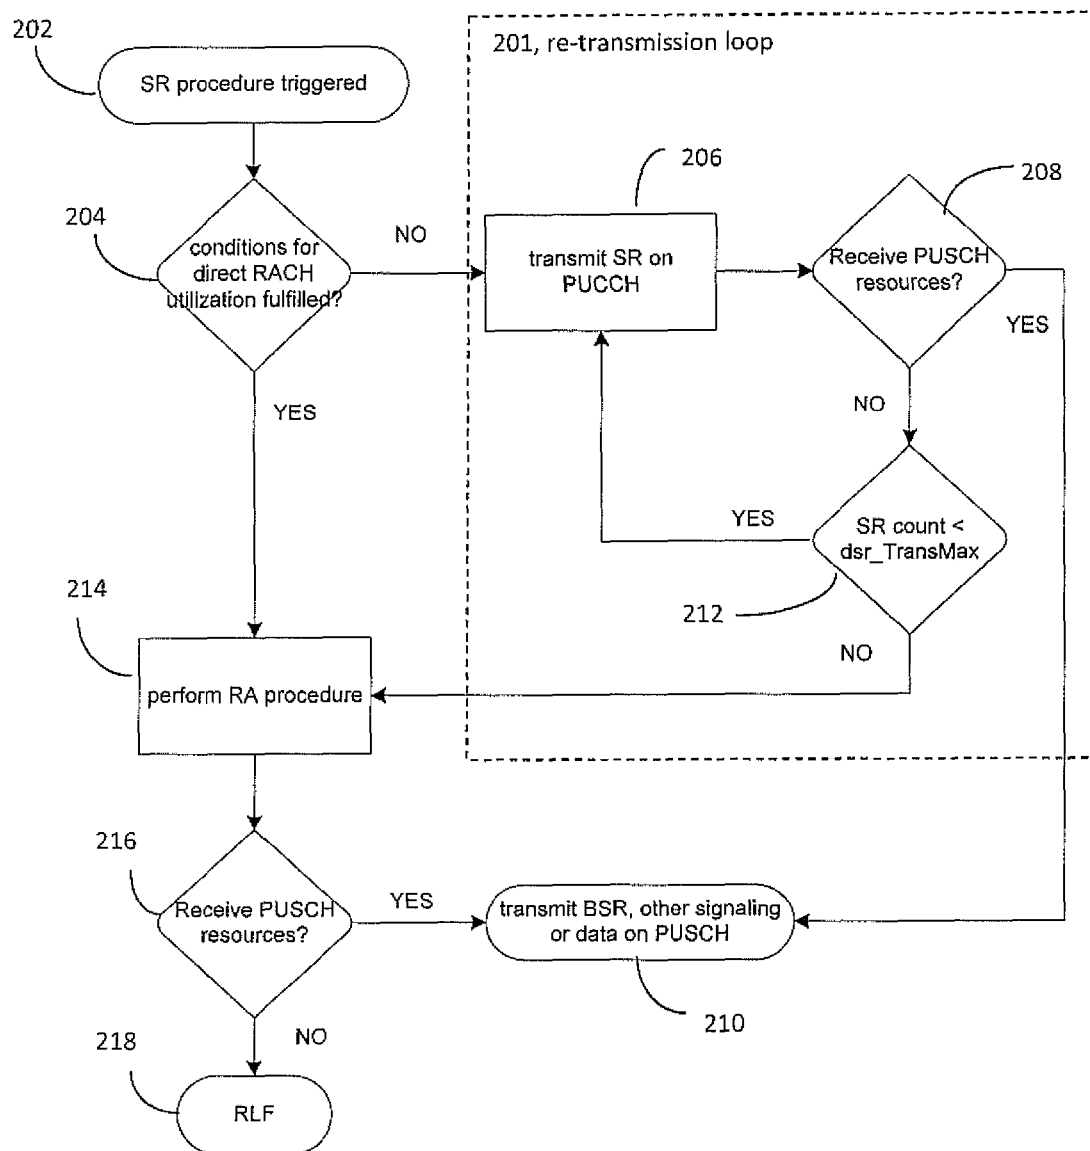 202
SR procedure triggered
201, re-transmission loop
206
208
204
conditions for
direct RACH
utilization fulfilled?
NO
transmit SR on
PUCCH
Receive PUSCH
resources?
YES
YES
NO
YES
SR count <
dsr_TransMax
212
214
NO
perform RA procedure
216
Receive PUSCH
resources?
YES
transmit BSR, other signaling
or data on PUSCH
210
NO
218
RLF